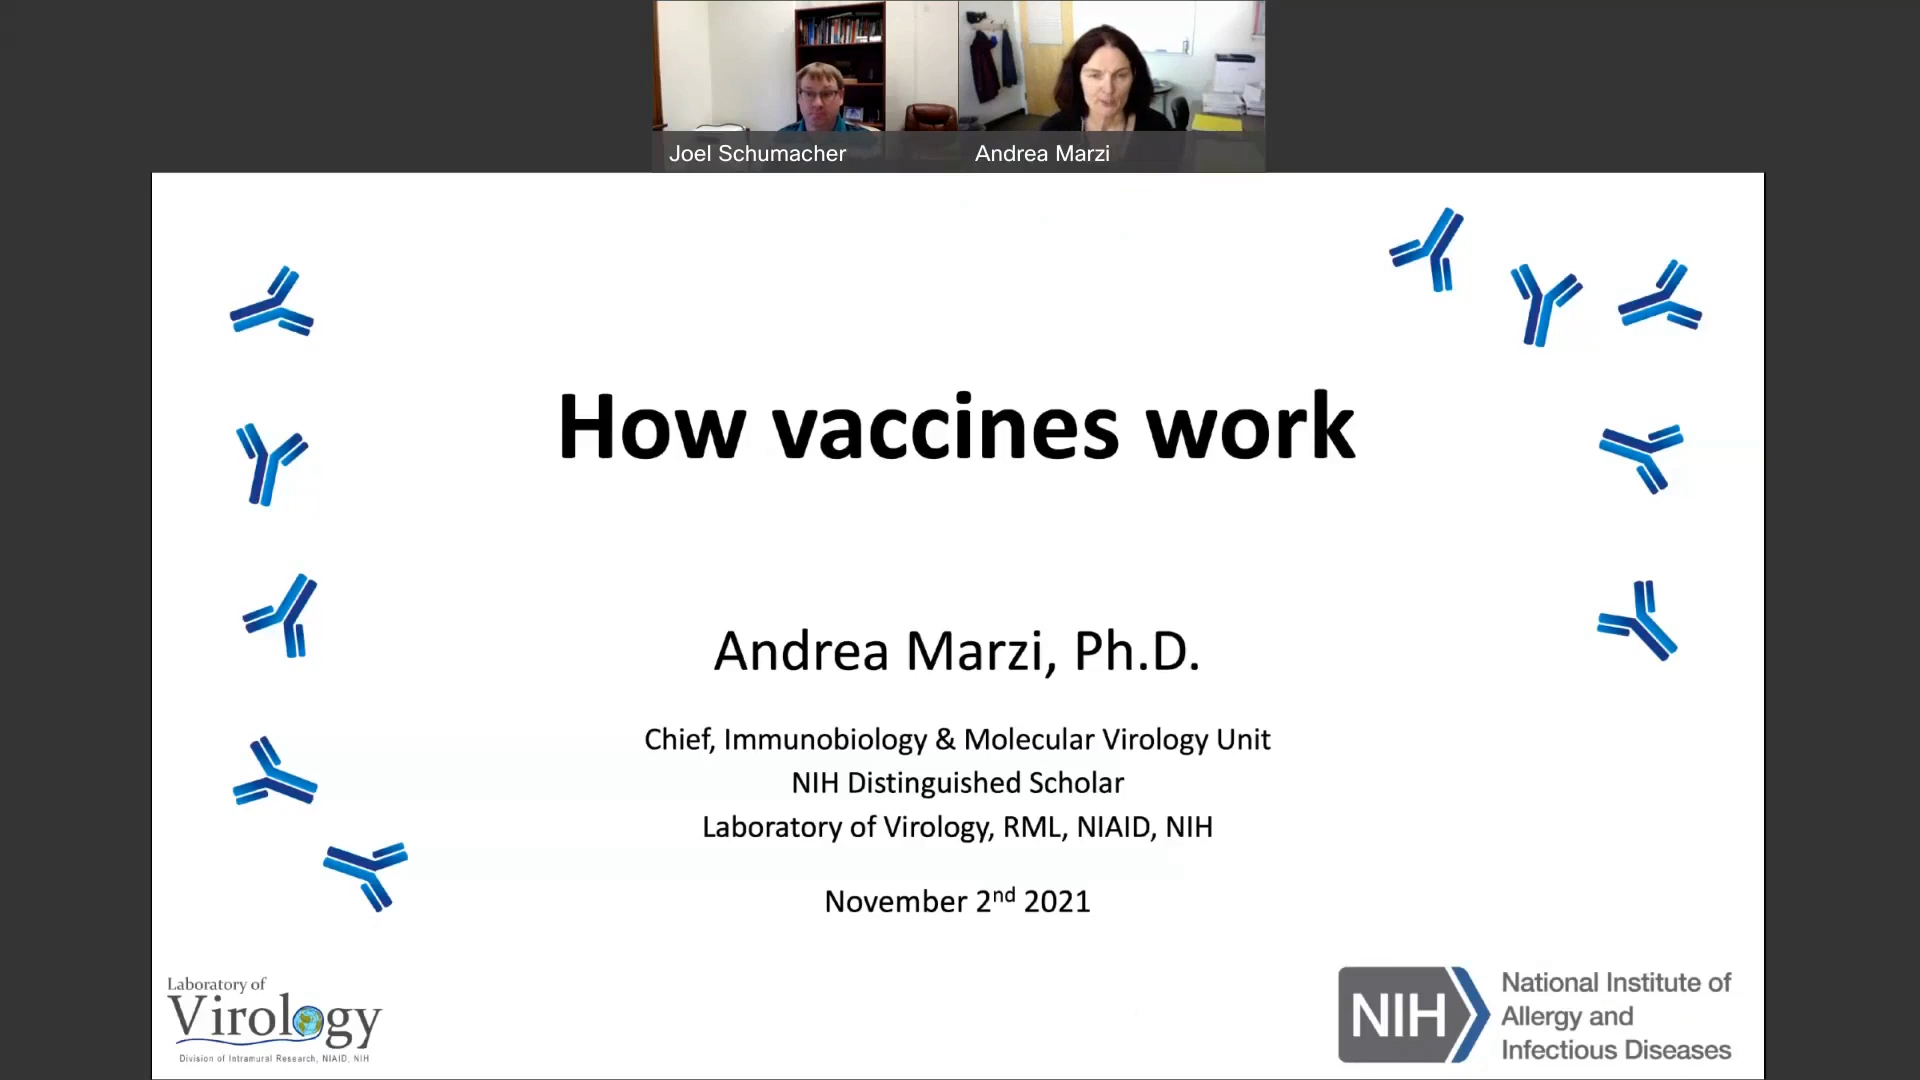 Joel Schumacher
Andrea Marzi
How vaccines work
Andrea Marzi, Ph.D.
Chief, Immunobiology & Molecular Virology Unit
NIH Distinguished Scholar
Laboratory of Virology, RML, NIAID, NIH
November 2nd 2021
Laboratory of
Virology
Division of Intramural Research, NIAID, NIH
NIH
National Institute of
Allergy and
Infectious Diseases